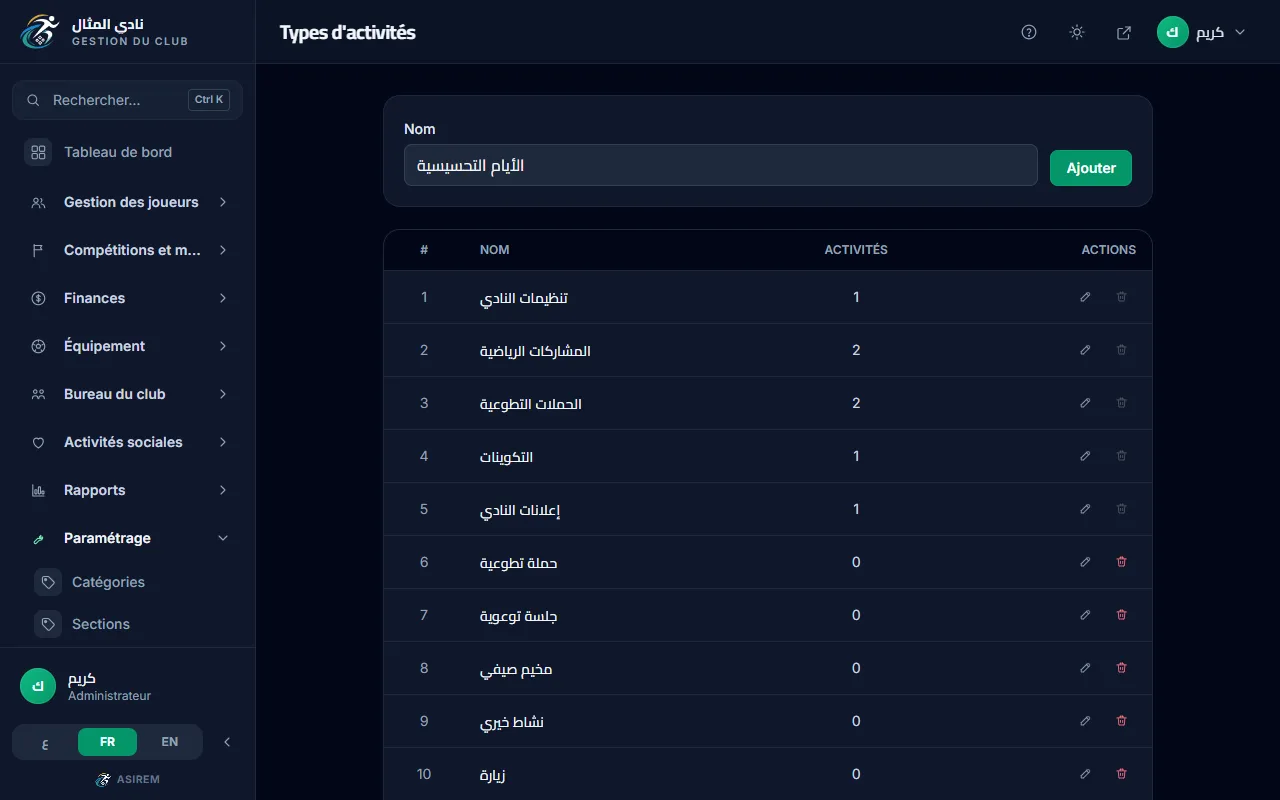 نادي المثال
GESTION DU CLUB
Rechercher...
Ctrl K
Tableau de bord
Gestion des joueurs
Compétitions et m...
Finances
Équipement
Bureau du club
Activités sociales
Rapports
Paramétrage
Catégories
Sections
ك
كريم
Administrateur
ع
FR
EN
ASIREM
Types d'activités
ك
كريم
Nom
الأيام التحسيسية
Ajouter
# NOM ACTIVITÉS ACTIONS
1 تنظيمات النادي 1
2 المشاركات الرياضية 2
3 الحملات التطوعية 2
4 التكوينات 1
5 إعلانات النادي 1
6 حملة تطوعية 0
7 جلسة توعوية 0
8 مخيم صيفي 0
9 نشاط خيري 0
10 زيارة 0